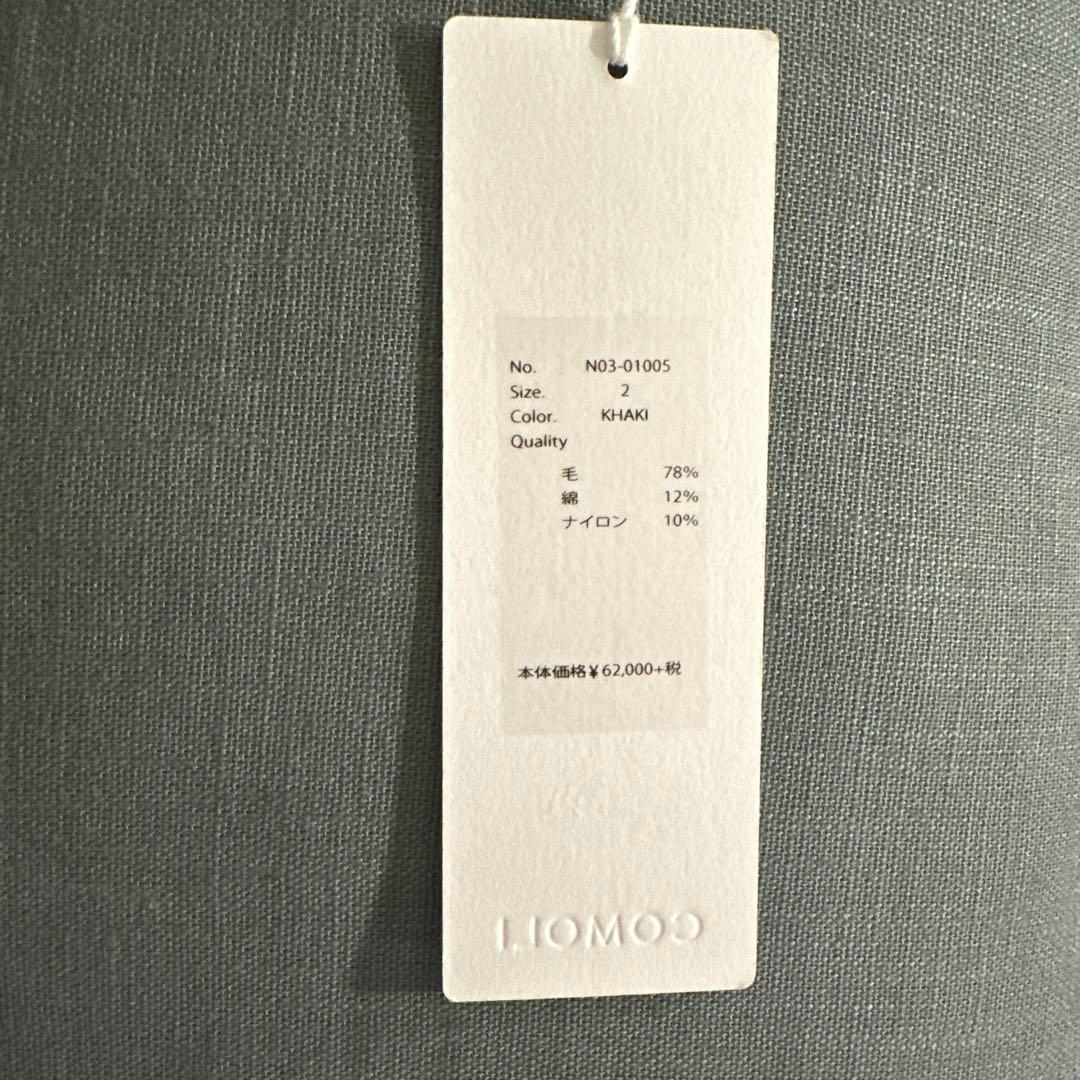 No. N03-01005
Size. 2
Color. KHAKI
Quality
毛 78%
綿 12%
ナイロン 10%
本体価格¥62,000+税
COMOLI